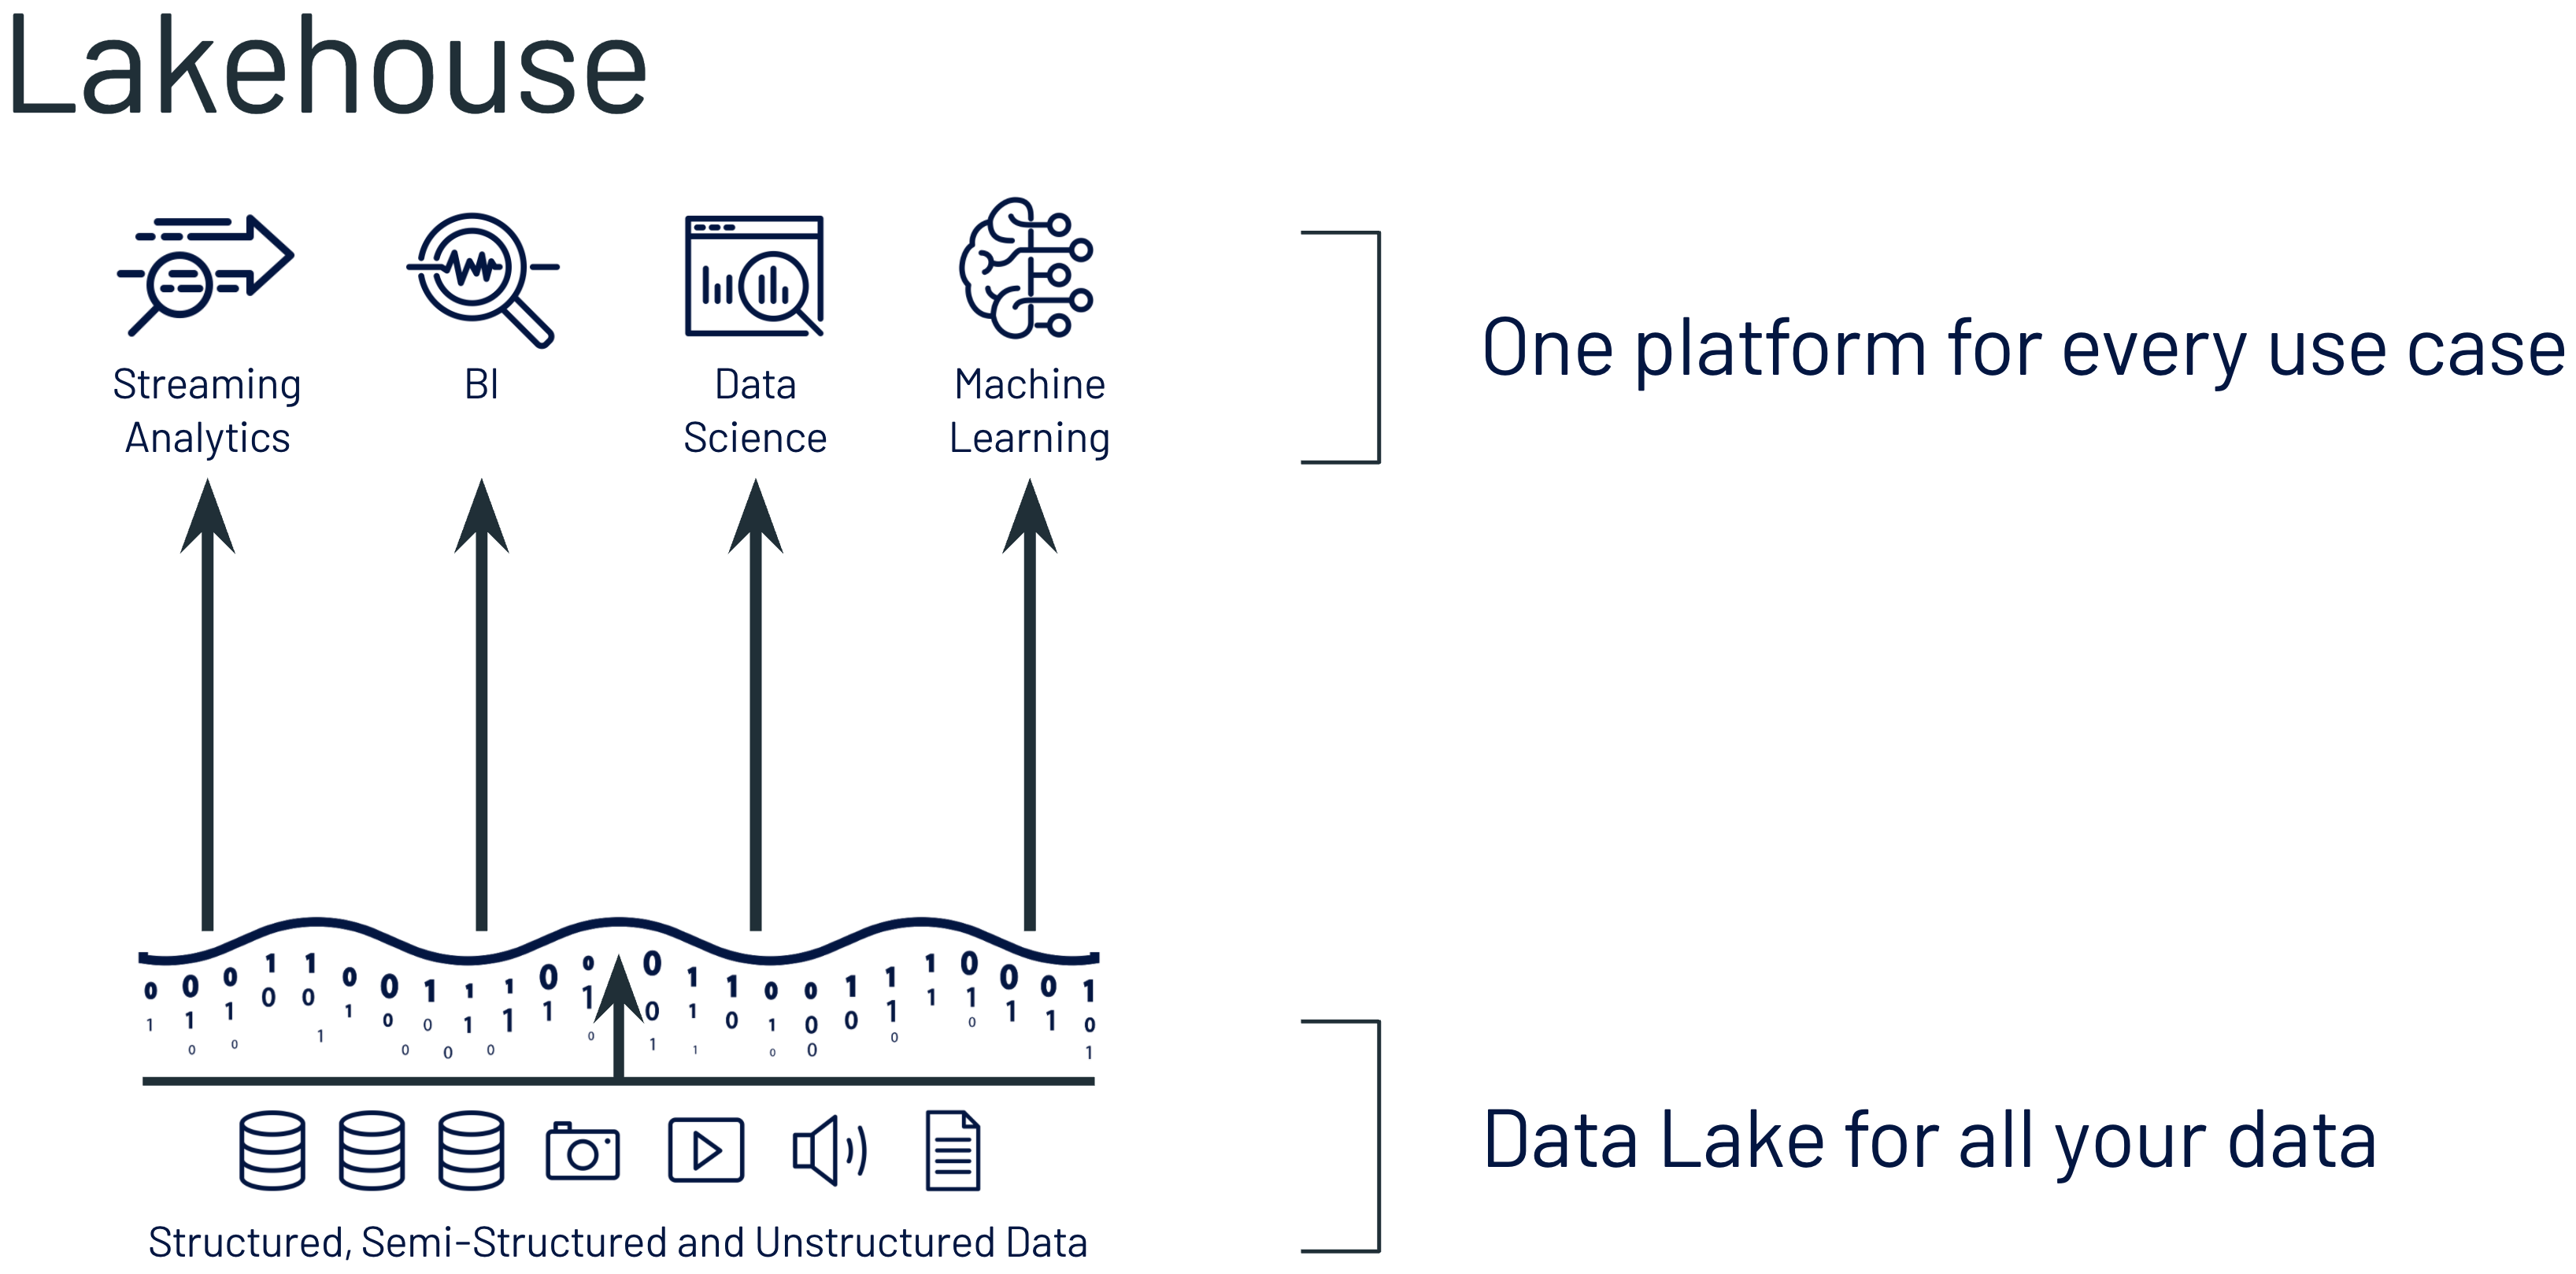 Lakehouse
Streaming
Analytics
BI
Data
Science
Machine
Learning
One platform for every use case
Data Lake for all your data
Structured, Semi-Structured and Unstructured Data